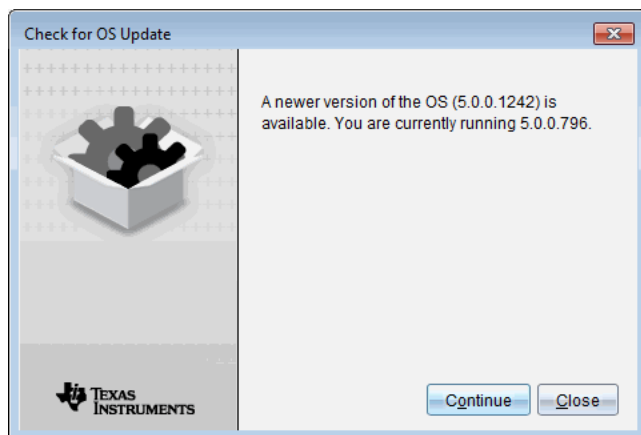 Check for OS Update
A newer version of the OS (5.0.0.1242) is
available. You are currently running 5.0.0.796.
TEXAS
INSTRUMENTS
Continue
Close